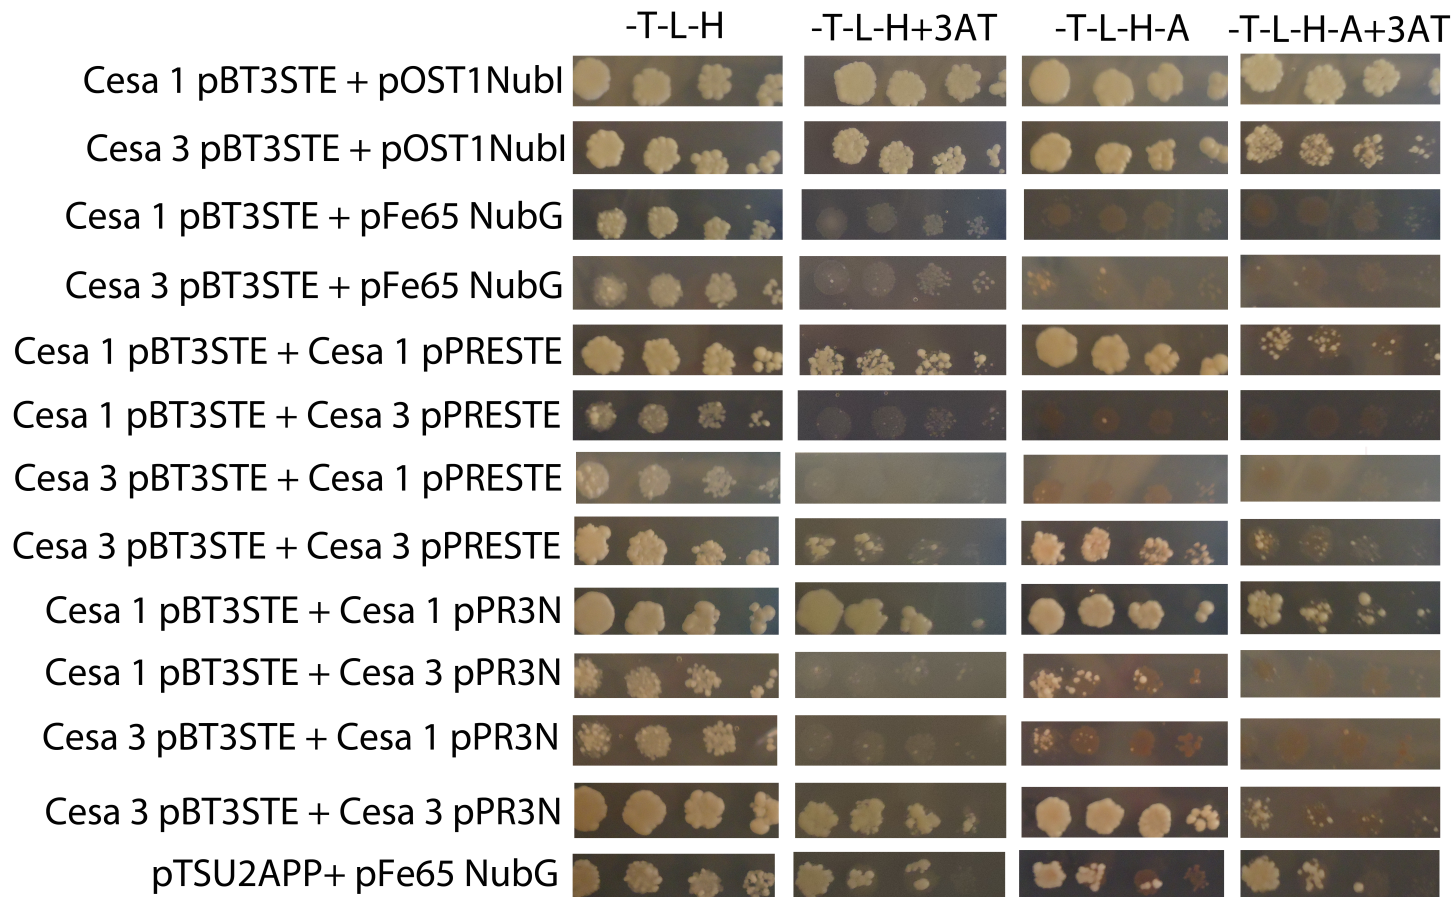 -T-L-H -T-L-H+3AT -T-L-H-A -T-L-H-A+3AT
Cesa 1 pBT3STE + pOST1NubI
Cesa 3 pBT3STE + pOST1NubI
Cesa 1 pBT3STE + pFe65 NubG
Cesa 3 pBT3STE + pFe65 NubG
Cesa 1 pBT3STE + Cesa 1 pPRESTE
Cesa 1 pBT3STE + Cesa 3 pPRESTE
Cesa 3 pBT3STE + Cesa 1 pPRESTE
Cesa 3 pBT3STE + Cesa 3 pPRESTE
Cesa 1 pBT3STE + Cesa 1 pPR3N
Cesa 1 pBT3STE + Cesa 3 pPR3N
Cesa 3 pBT3STE + Cesa 1 pPR3N
Cesa 3 pBT3STE + Cesa 3 pPR3N
pTSU2APP+ pFe65 NubG